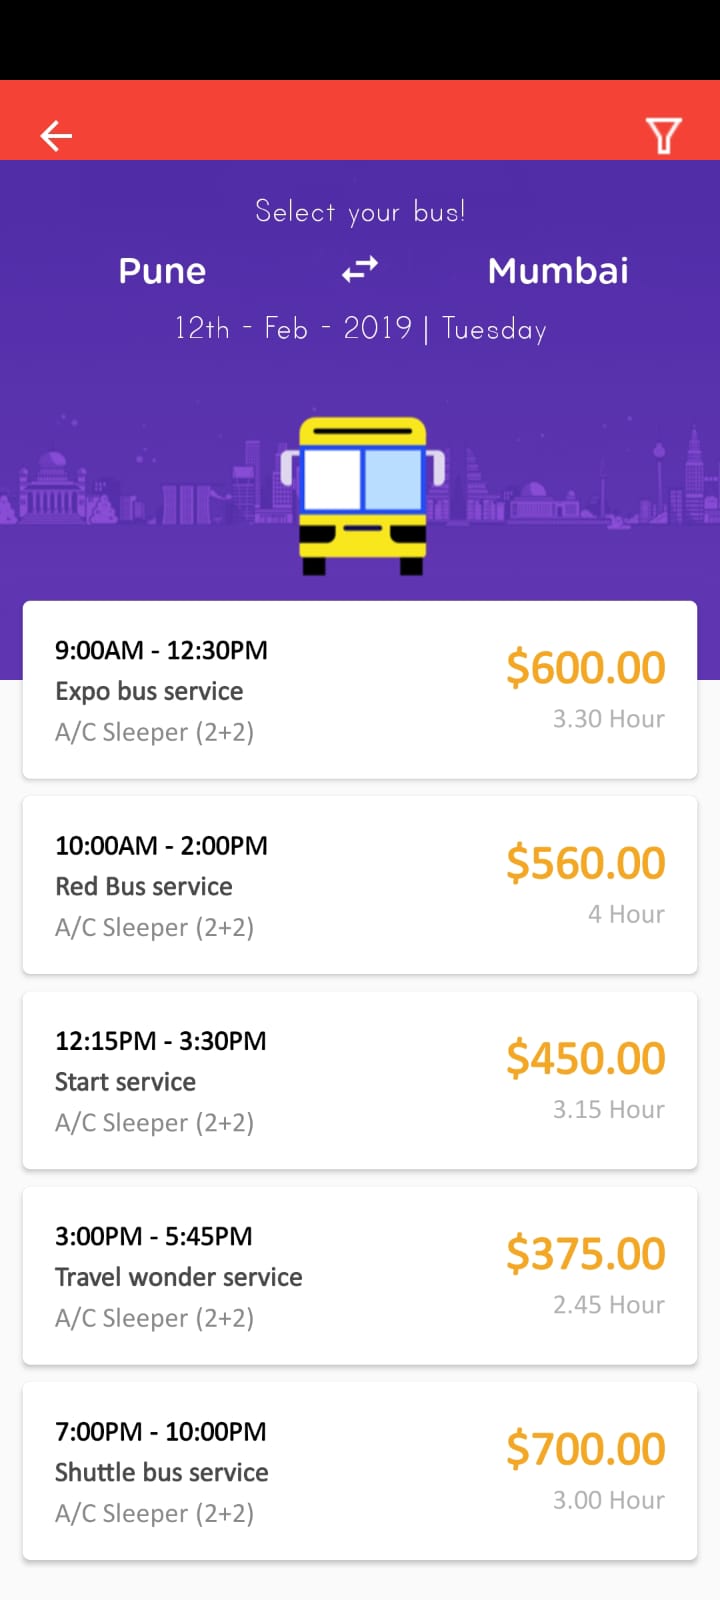 Select your bus!
Pune Mumbai
12th - Feb - 2019 | Tuesday
9:00AM - 12:30PM
$600.00
Expo bus service
3.30 Hour
A/C Sleeper (2+2)
10:00AM - 2:00PM
$560.00
Red Bus service
4 Hour
A/C Sleeper (2+2)
12:15PM - 3:30PM
$450.00
Start service
3.15 Hour
A/C Sleeper (2+2)
3:00PM - 5:45PM
$375.00
Travel wonder service
2.45 Hour
A/C Sleeper (2+2)
7:00PM - 10:00PM
$700.00
Shuttle bus service
3.00 Hour
A/C Sleeper (2+2)